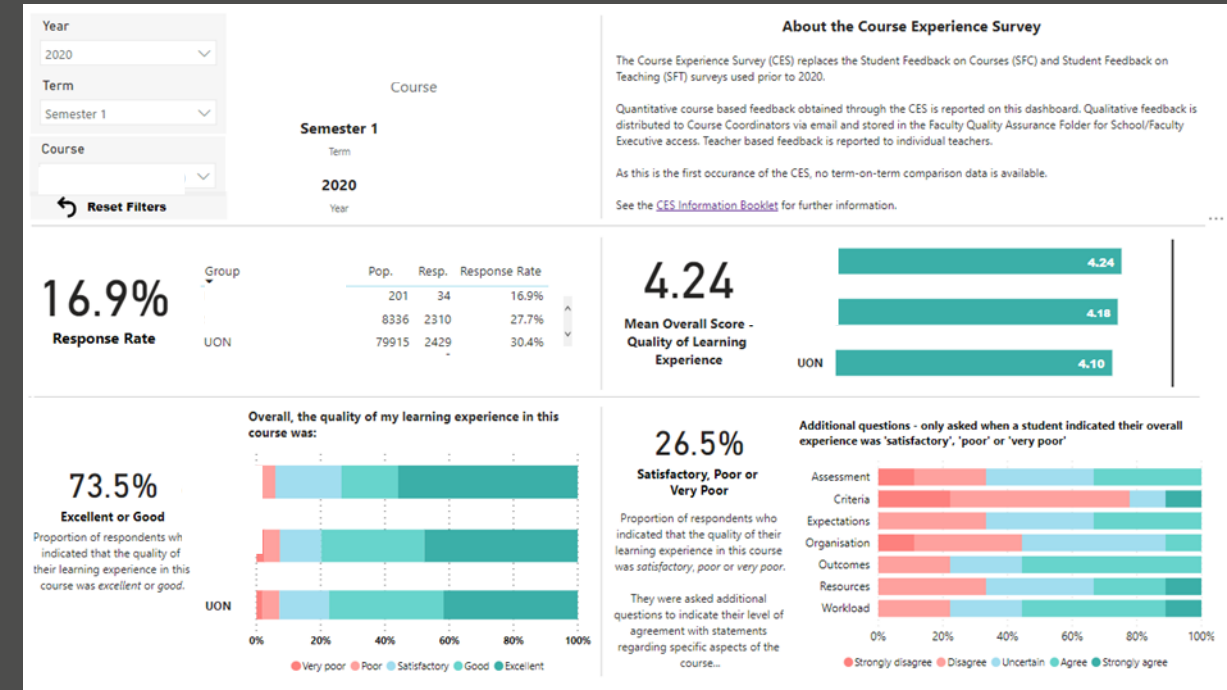 Year
2020
Term
Semester 1
Course
Reset Filters
Course
Semester 1
Term
2020
Year
About the Course Experience Survey
The Course Experience Survey (CES) replaces the Student Feedback on Courses (SFC) and Student Feedback on
Teaching (SFT) surveys used prior to 2020.
Quantitative course based feedback obtained through the CES is reported on this dashboard. Qualitative feedback is
distributed to Course Coordinators via email and stored in the Faculty Quality Assurance Folder for School/Faculty
Executive access. Teacher based feedback is reported to individual teachers.
As this is the first occurance of the CES, no term-on-term comparison data is available.
See the CES Information Booklet for further information.
16.9%
Response Rate
Group Pop. Resp. Response Rate
201 34 16.9%
8336 2310 27.7%
UON 79915 2429 30.4%
4.24
Mean Overall Score -
Quality of Learning
Experience
4.24
4.18
UON 4.10
73.5%
Excellent or Good
Proportion of respondents wh
indicated that the quality of
their learning experience in this
course was excellent or good.
Overall, the quality of my learning experience in this
course was:
UON
0% 20% 40% 60% 80% 100%
Very poor Poor Satisfactory Good Excellent
26.5%
Satisfactory, Poor or
Very Poor
Proportion of respondents who
indicated that the quality of their
learning experience in this course
was satisfactory, poor or very poor.
They were asked additional
questions to indicate their level of
agreement with statements
regarding specific aspects of the
course...
Additional questions - only asked when a student indicated their overall
experience was 'satisfactory', 'poor' or 'very poor'
Assessment
Criteria
Expectations
Organisation
Outcomes
Resources
Workload
0% 20% 40% 60% 80% 100%
Strongly disagree Disagree Uncertain Agree Strongly agree